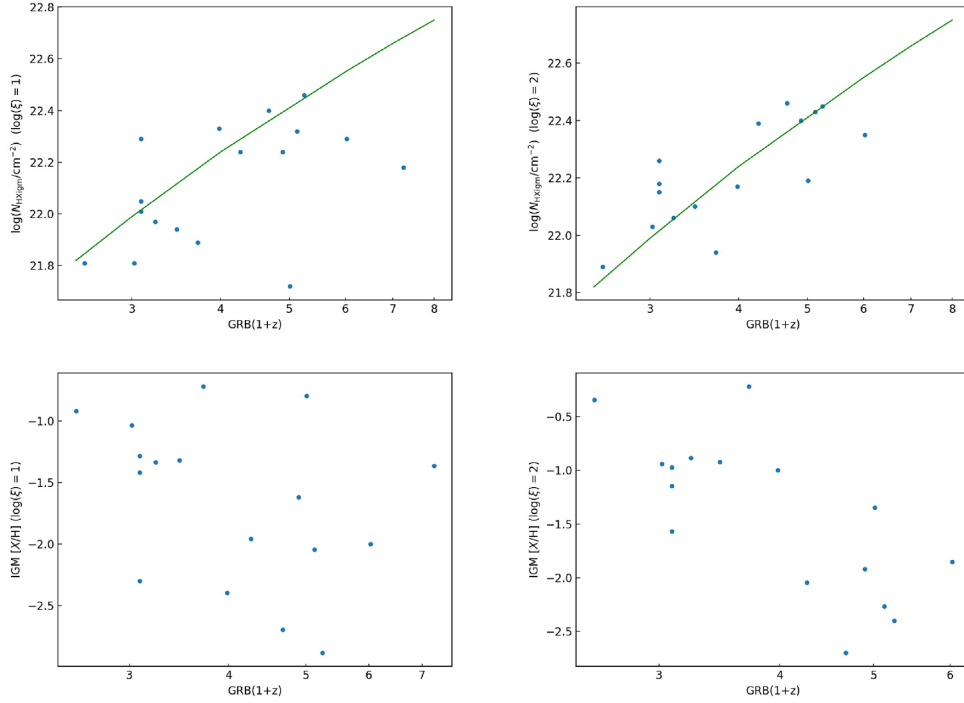 22.8
22.6
22.4
22.2
22.0
21.8
log(N_HXigm/cm⁻²) (log(ξ) = 1)
3 4 5 6 7 8
GRB(1+z)
22.6
22.4
22.2
22.0
21.8
log(N_HXigm/cm⁻²) (log(ξ) = 2)
3 4 5 6 7 8
GRB(1+z)
−1.0
−1.5
−2.0
−2.5
IGM [X/H] (log(ξ) = 1)
3 4 5 6 7
GRB(1+z)
−0.5
−1.0
−1.5
−2.0
−2.5
IGM [X/H] (log(ξ) = 2)
3 4 5 6
GRB(1+z)